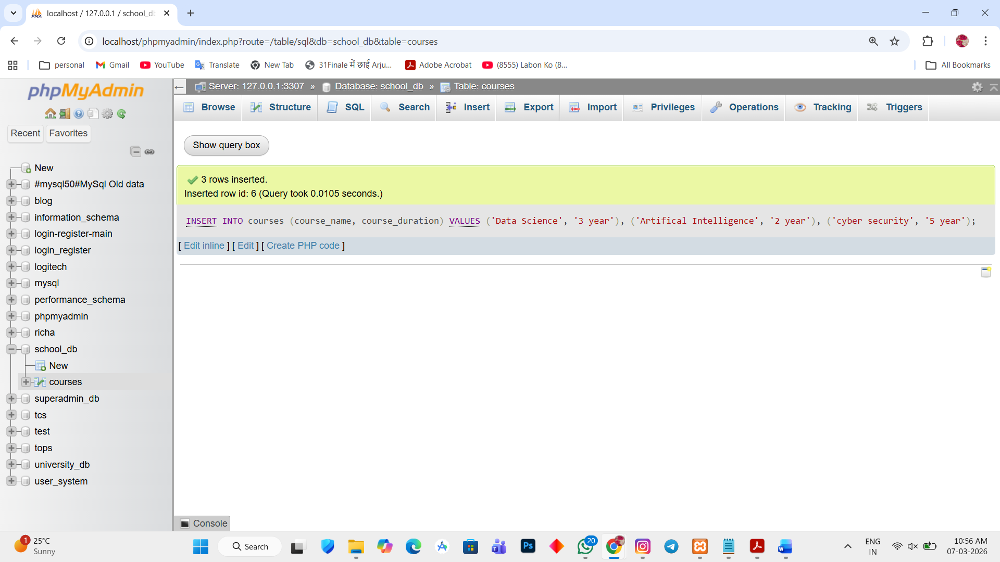 localhost / 127.0.0.1 / school_db
localhost/phpmyadmin/index.php?route=/table/sql&db=school_db&table=courses
personal
Gmail
YouTube
Translate
New Tab
31Finale में छाई Arju...
Adobe Acrobat
(8555) Labon Ko (8...
All Bookmarks
phpMyAdmin
Recent
Favorites
New
#mysql50#MySql Old data
blog
information_schema
login-register-main
login_register
logitech
mysql
performance_schema
phpmyadmin
richa
school_db
New
courses
superadmin_db
tcs
test
tops
university_db
user_system
Server: 127.0.0.1:3307 » Database: school_db » Table: courses
Browse
Structure
SQL
Search
Insert
Export
Import
Privileges
Operations
Tracking
Triggers
Show query box
3 rows inserted.
Inserted row id: 6 (Query took 0.0105 seconds.)
INSERT INTO courses (course_name, course_duration) VALUES ('Data Science', '3 year'), ('Artifical Intelligence', '2 year'), ('cyber security', '5 year');
[ Edit inline ] [ Edit ] [ Create PHP code ]
Console
1
25°C
Sunny
Search
Ps
20
ENG
IN
10:56 AM
07-03-2026